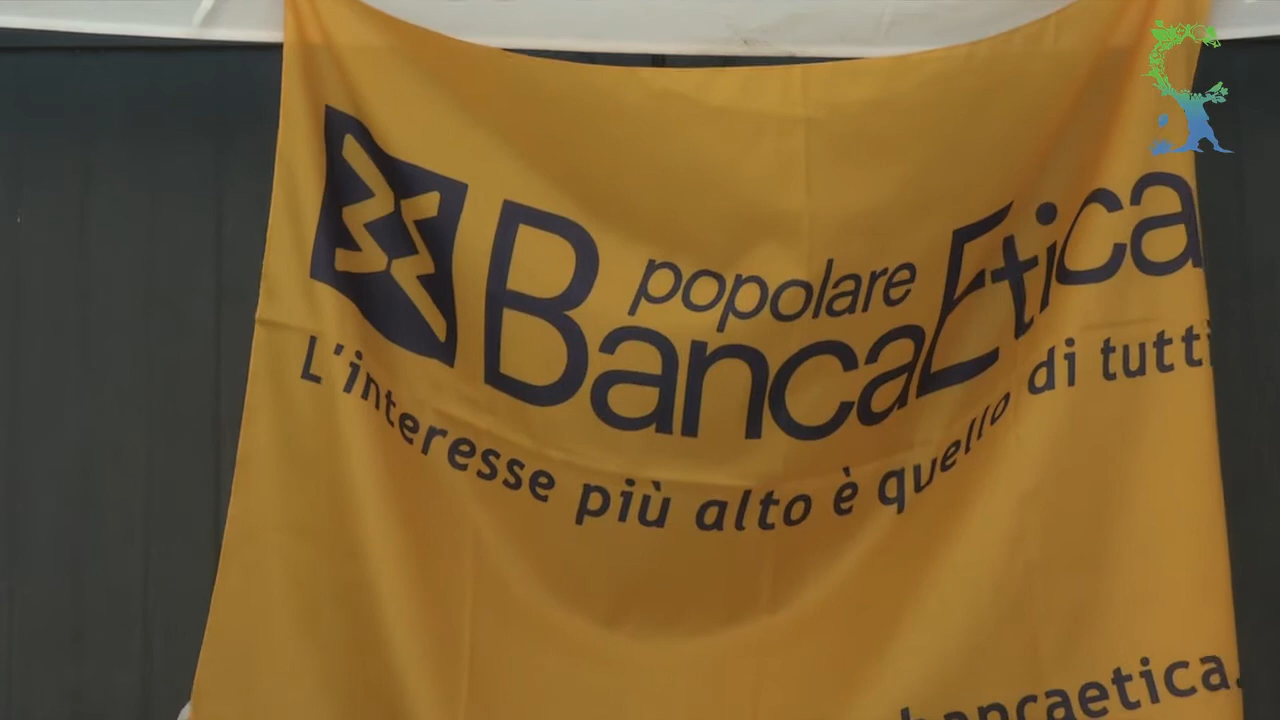 popolare
BancaEtica
L'interesse più alto è quello di tutti
bancaetica.